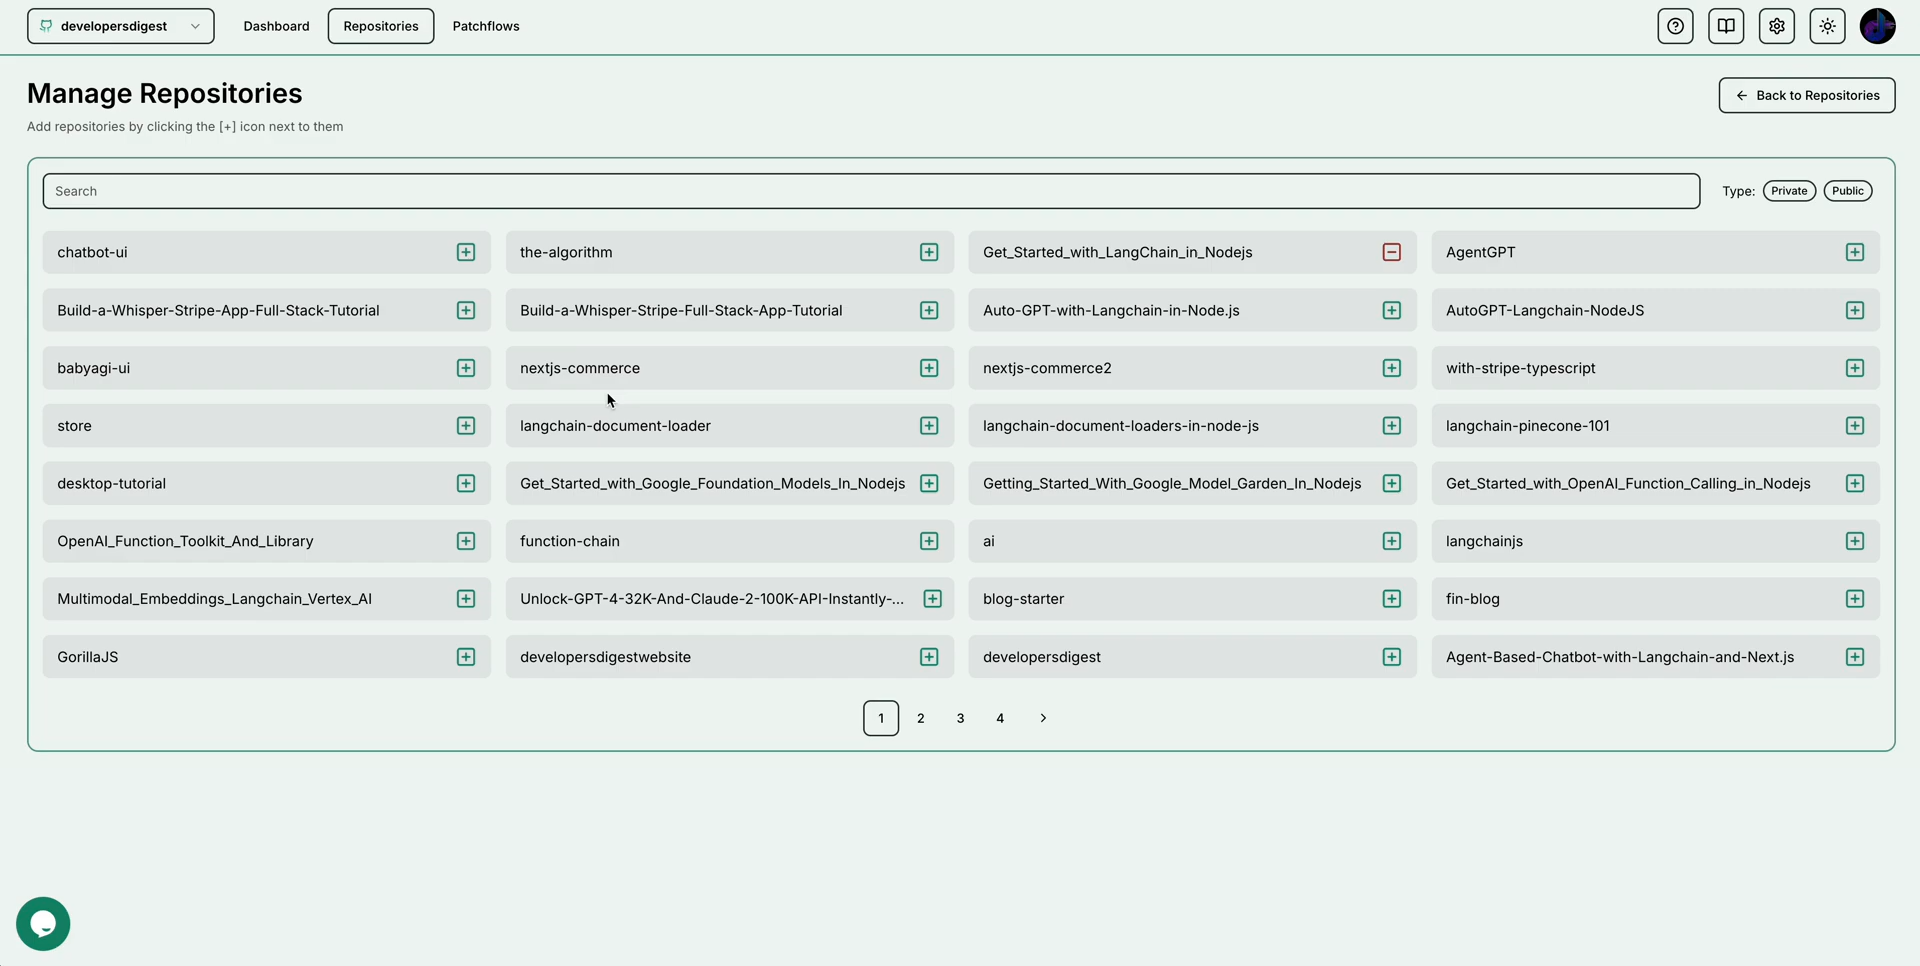 developersdigest Dashboard Repositories Patchflows
Manage Repositories
Back to Repositories
Add repositories by clicking the [+] icon next to them
Search Type: Private Public
chatbot-ui the-algorithm Get_Started_with_LangChain_in_Nodejs AgentGPT
Build-a-Whisper-Stripe-App-Full-Stack-Tutorial Build-a-Whisper-Stripe-Full-Stack-App-Tutorial Auto-GPT-with-Langchain-in-Node.js AutoGPT-Langchain-NodeJS
babyagi-ui nextjs-commerce nextjs-commerce2 with-stripe-typescript
store langchain-document-loader langchain-document-loaders-in-node-js langchain-pinecone-101
desktop-tutorial Get_Started_with_Google_Foundation_Models_In_Nodejs Getting_Started_With_Google_Model_Garden_In_Nodejs Get_Started_with_OpenAI_Function_Calling_in_Nodejs
OpenAI_Function_Toolkit_And_Library function-chain ai langchainjs
Multimodal_Embeddings_Langchain_Vertex_AI Unlock-GPT-4-32K-And-Claude-2-100K-API-Instantly-... blog-starter fin-blog
GorillaJS developersdigestwebsite developersdigest Agent-Based-Chatbot-with-Langchain-and-Next.js
1 2 3 4